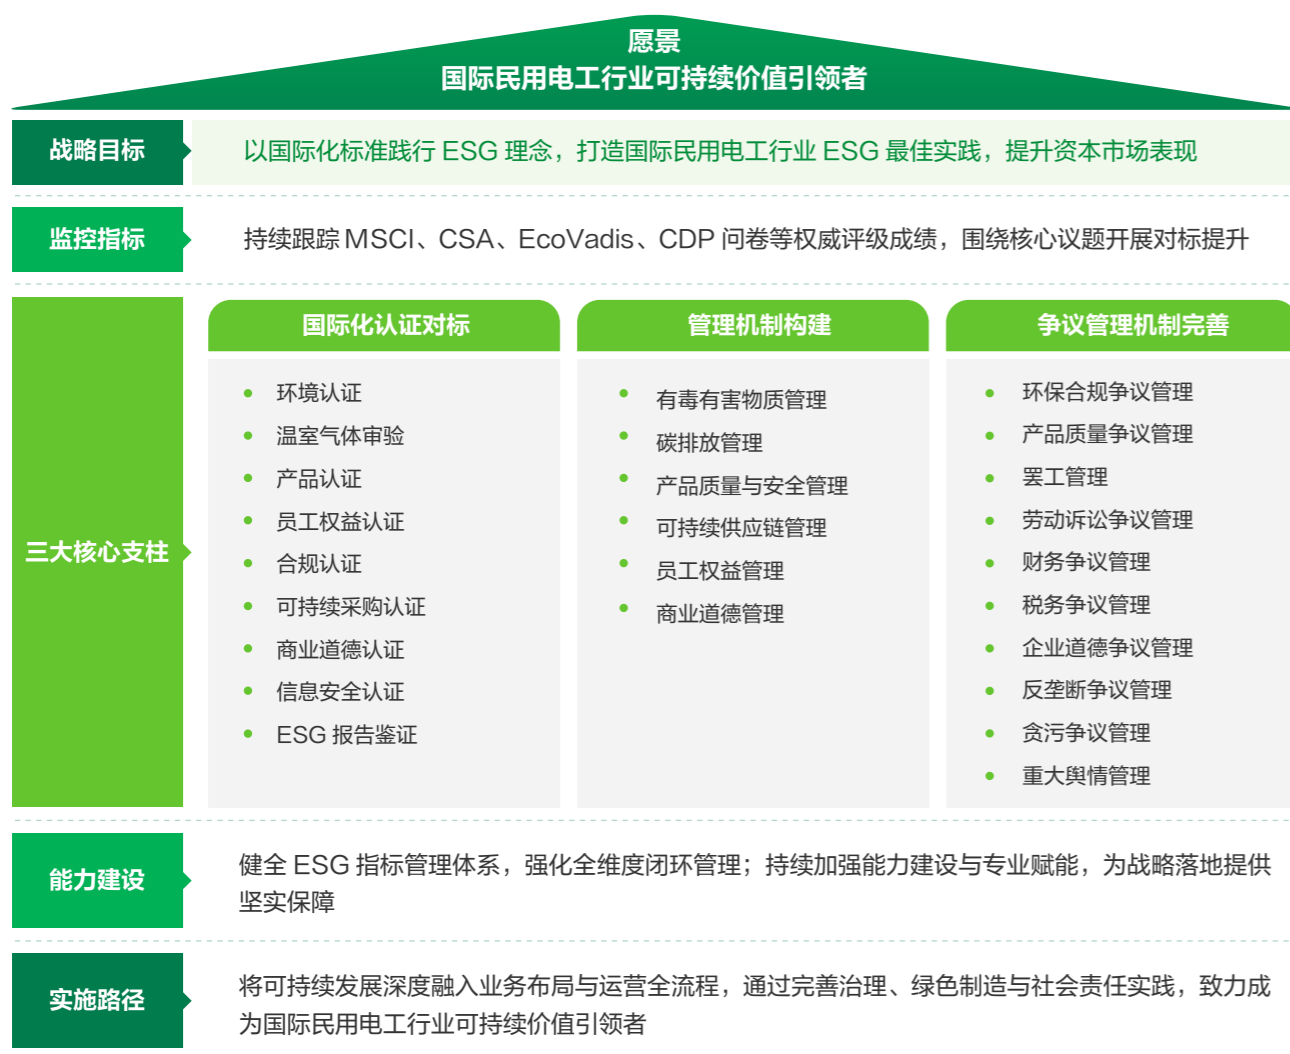 愿景
国际民用电工行业可持续价值引领者
战略目标
以国际化标准践行 ESG 理念，打造国际民用电工行业 ESG 最佳实践，提升资本市场表现
监控指标
持续跟踪 MSCI、CSA、EcoVadis、CDP 问卷等权威评级成绩，围绕核心议题开展对标提升
三大核心支柱
国际化认证对标
环境认证
温室气体审验
产品认证
员工权益认证
合规认证
可持续采购认证
商业道德认证
信息安全认证
ESG 报告鉴证
管理机制构建
有毒有害物质管理
碳排放管理
产品质量与安全管理
可持续供应链管理
员工权益管理
商业道德管理
争议管理机制完善
环保合规争议管理
产品质量争议管理
罢工管理
劳动诉讼争议管理
财务争议管理
税务争议管理
企业道德争议管理
反垄断争议管理
贪污争议管理
重大舆情管理
能力建设
健全 ESG 指标管理体系，强化全维度闭环管理；持续加强能力建设与专业赋能，为战略落地提供
坚实保障
实施路径
将可持续发展深度融入业务布局与运营全流程，通过完善治理、绿色制造与社会责任实践，致力成
为国际民用电工行业可持续价值引领者